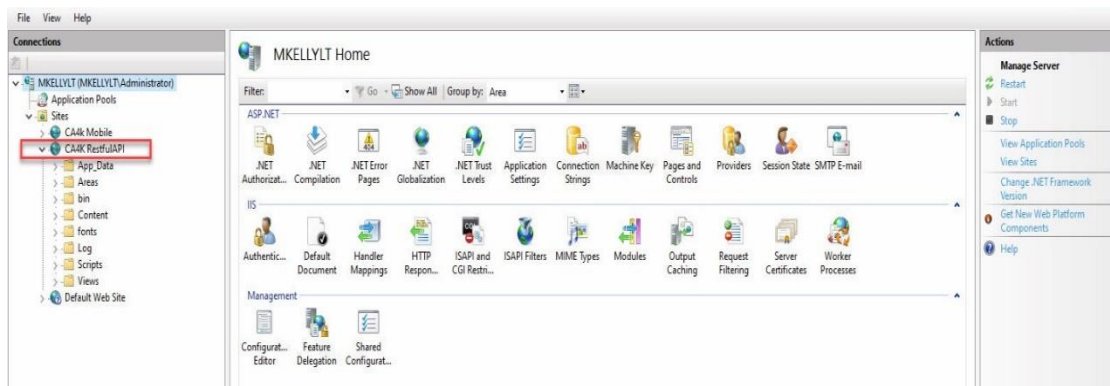 File View Help
Connections
MKELLYLT (MKELLYLT\Administrator)
Application Pools
Sites
CA4k Mobile
CA4K RestfulAPI
App_Data
Areas
bin
Content
fonts
Log
Scripts
Views
Default Web Site
MKELLYLT Home
Filter: Go Show All Group by: Area
ASP.NET
.NET Authorizat...
.NET Compilation
.NET Error Pages
.NET Globalization
.NET Trust Levels
Application Settings
Connection Strings
Machine Key
Pages and Controls
Providers
Session State
SMTP E-mail
IIS
Authentic...
Default Document
Handler Mappings
HTTP Respon...
ISAPI and CGI Restri...
ISAPI Filters
MIME Types
Modules
Output Caching
Request Filtering
Server Certificates
Worker Processes
Management
Configurat... Editor
Feature Delegation
Shared Configurat...
Actions
Manage Server
Restart
Start
Stop
View Application Pools
View Sites
Change .NET Framework
Version
Get New Web Platform
Components
Help